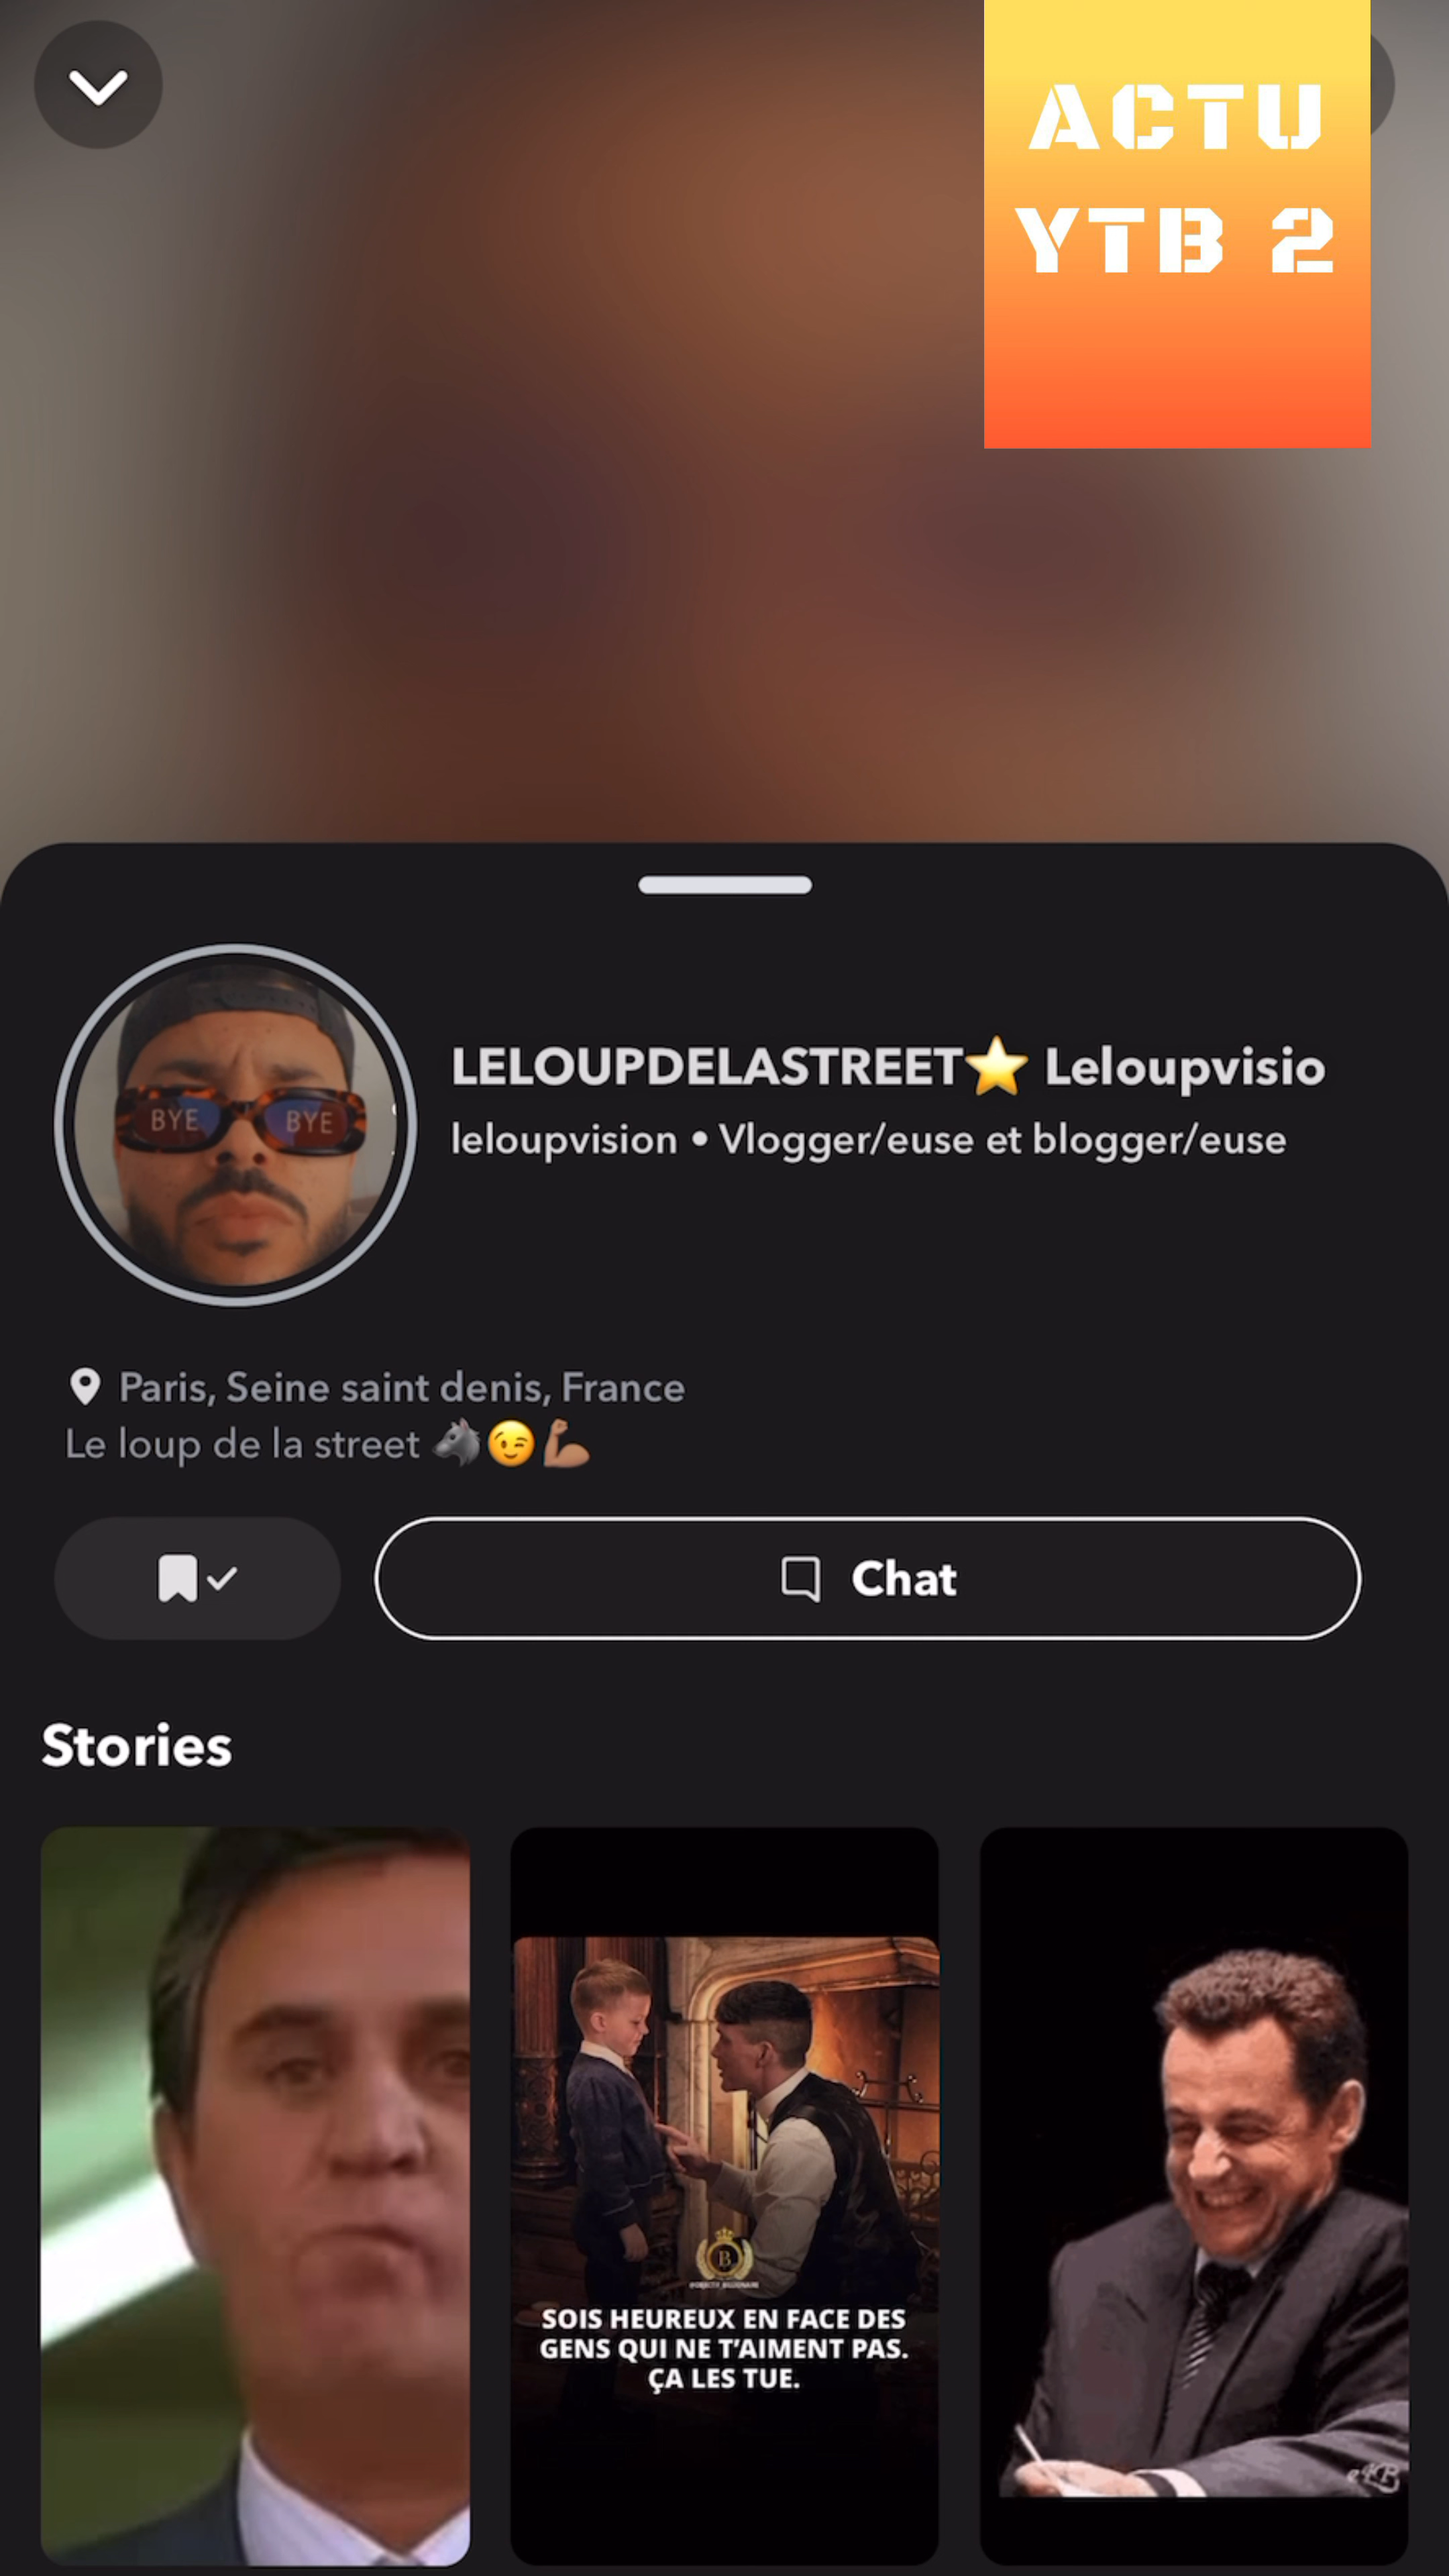 ACTU
YTB 2
BYE BYE
LELOUPDELASTREET⭐ Leloupvisio
leloupvision • Vlogger/euse et blogger/euse
Paris, Seine saint denis, France
Le loup de la street 🐺😉💪🏽
Chat
Stories
B
SOIS HEUREUX EN FACE DES
GENS QUI NE T'AIMENT PAS.
ÇA LES TUE.